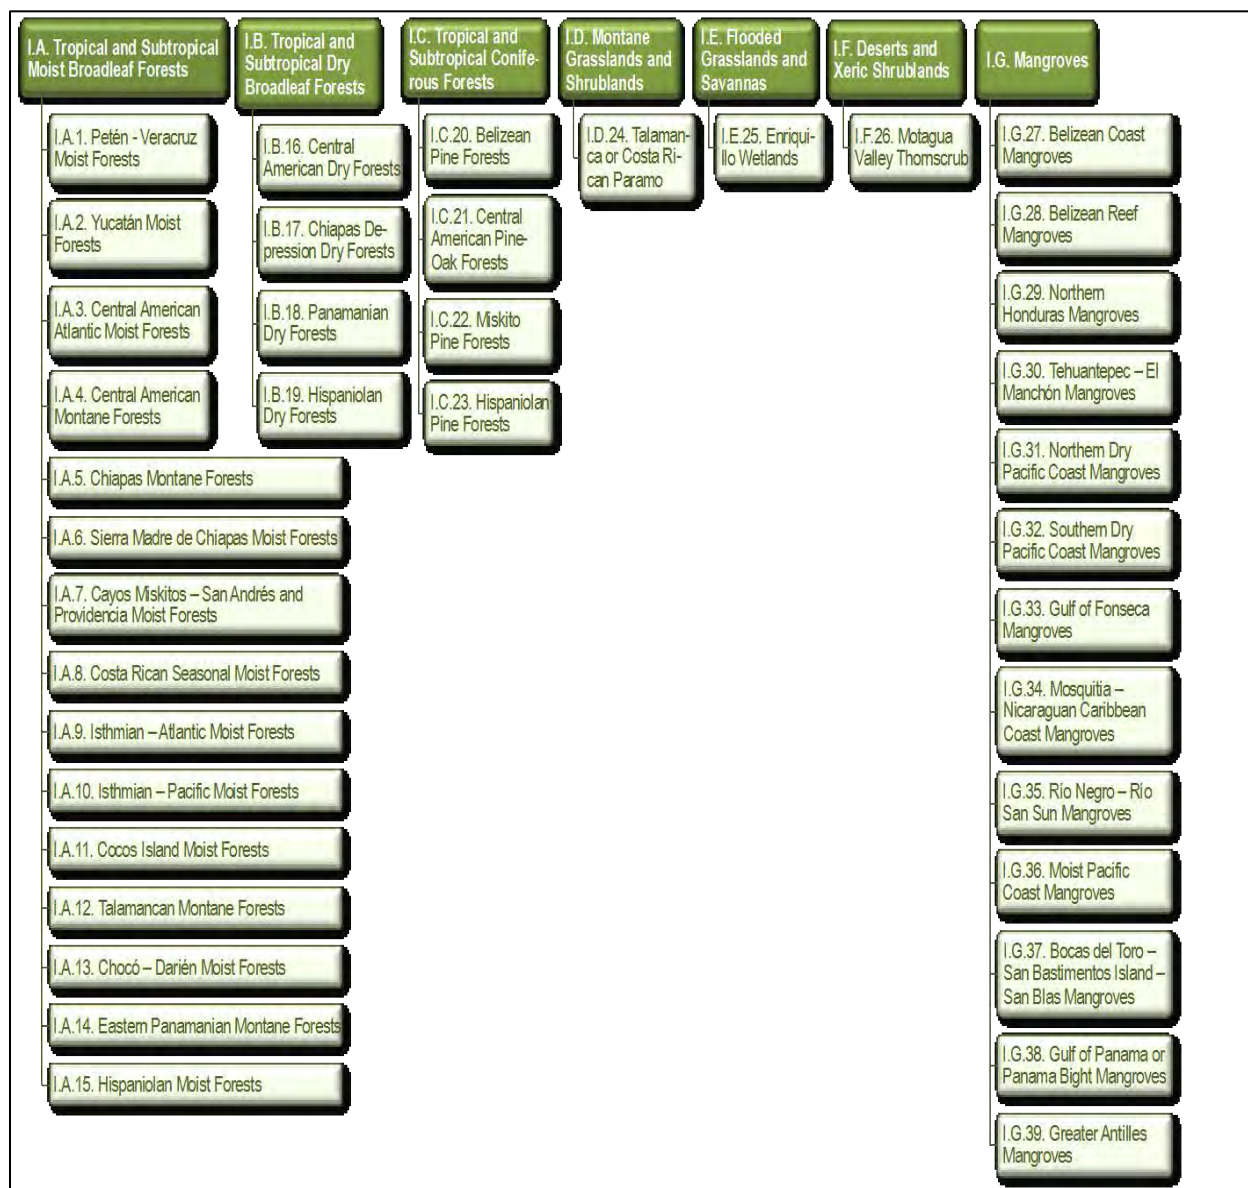 I.A. Tropical and Subtropical
Moist Broadleaf Forests
I.A.1. Petén - Veracruz
Moist Forests
I.A.2. Yucatán Moist
Forests
I.A.3. Central American
Atlantic Moist Forests
I.A.4. Central American
Montane Forests
I.A.5. Chiapas Montane Forests
I.A.6. Sierra Madre de Chiapas Moist Forests
I.A.7. Cayos Miskitos – San Andrés and
Providencia Moist Forests
I.A.8. Costa Rican Seasonal Moist Forests
I.A.9. Isthmian – Atlantic Moist Forests
I.A.10. Isthmian – Pacific Moist Forests
I.A.11. Cocos Island Moist Forests
I.A.12. Talamancan Montane Forests
I.A.13. Chocó – Darién Moist Forests
I.A.14. Eastern Panamanian Montane Forests
I.A.15. Hispaniolan Moist Forests
I.B. Tropical and
Subtropical Dry
Broadleaf Forests
I.B.16. Central
American Dry Forests
I.B.17. Chiapas De-
pression Dry Forests
I.B.18. Panamanian
Dry Forests
I.B.19. Hispaniolan
Dry Forests
I.C. Tropical and
Subtropical Conife-
rous Forests
I.C.20. Belizean
Pine Forests
I.C.21. Central
American Pine-
Oak Forests
I.C.22. Miskito
Pine Forests
I.C.23. Hispaniolan
Pine Forests
I.D. Montane
Grasslands and
Shrublands
I.D.24. Talaman-
ca or Costa Ri-
can Paramo
I.E. Flooded
Grasslands and
Savannas
I.E.25. Enriqui-
llo Wetlands
I.F. Deserts and
Xeric Shrublands
I.F.26. Motagua
Valley Thornscrub
I.G. Mangroves
I.G.27. Belizean Coast
Mangroves
I.G.28. Belizean Reef
Mangroves
I.G.29. Northern
Honduras Mangroves
I.G.30. Tehuantepec – El
Manchón Mangroves
I.G.31. Northern Dry
Pacific Coast Mangroves
I.G.32. Southern Dry
Pacific Coast Mangroves
I.G.33. Gulf of Fonseca
Mangroves
I.G.34. Mosquitia –
Nicaraguan Caribbean
Coast Mangroves
I.G.35. Río Negro – Río
San Sun Mangroves
I.G.36. Moist Pacific
Coast Mangroves
I.G.37. Bocas del Toro –
San Bastimentos Island –
San Blas Mangroves
I.G.38. Gulf of Panama or
Panama Bight Mangroves
I.G.39. Greater Antilles
Mangroves